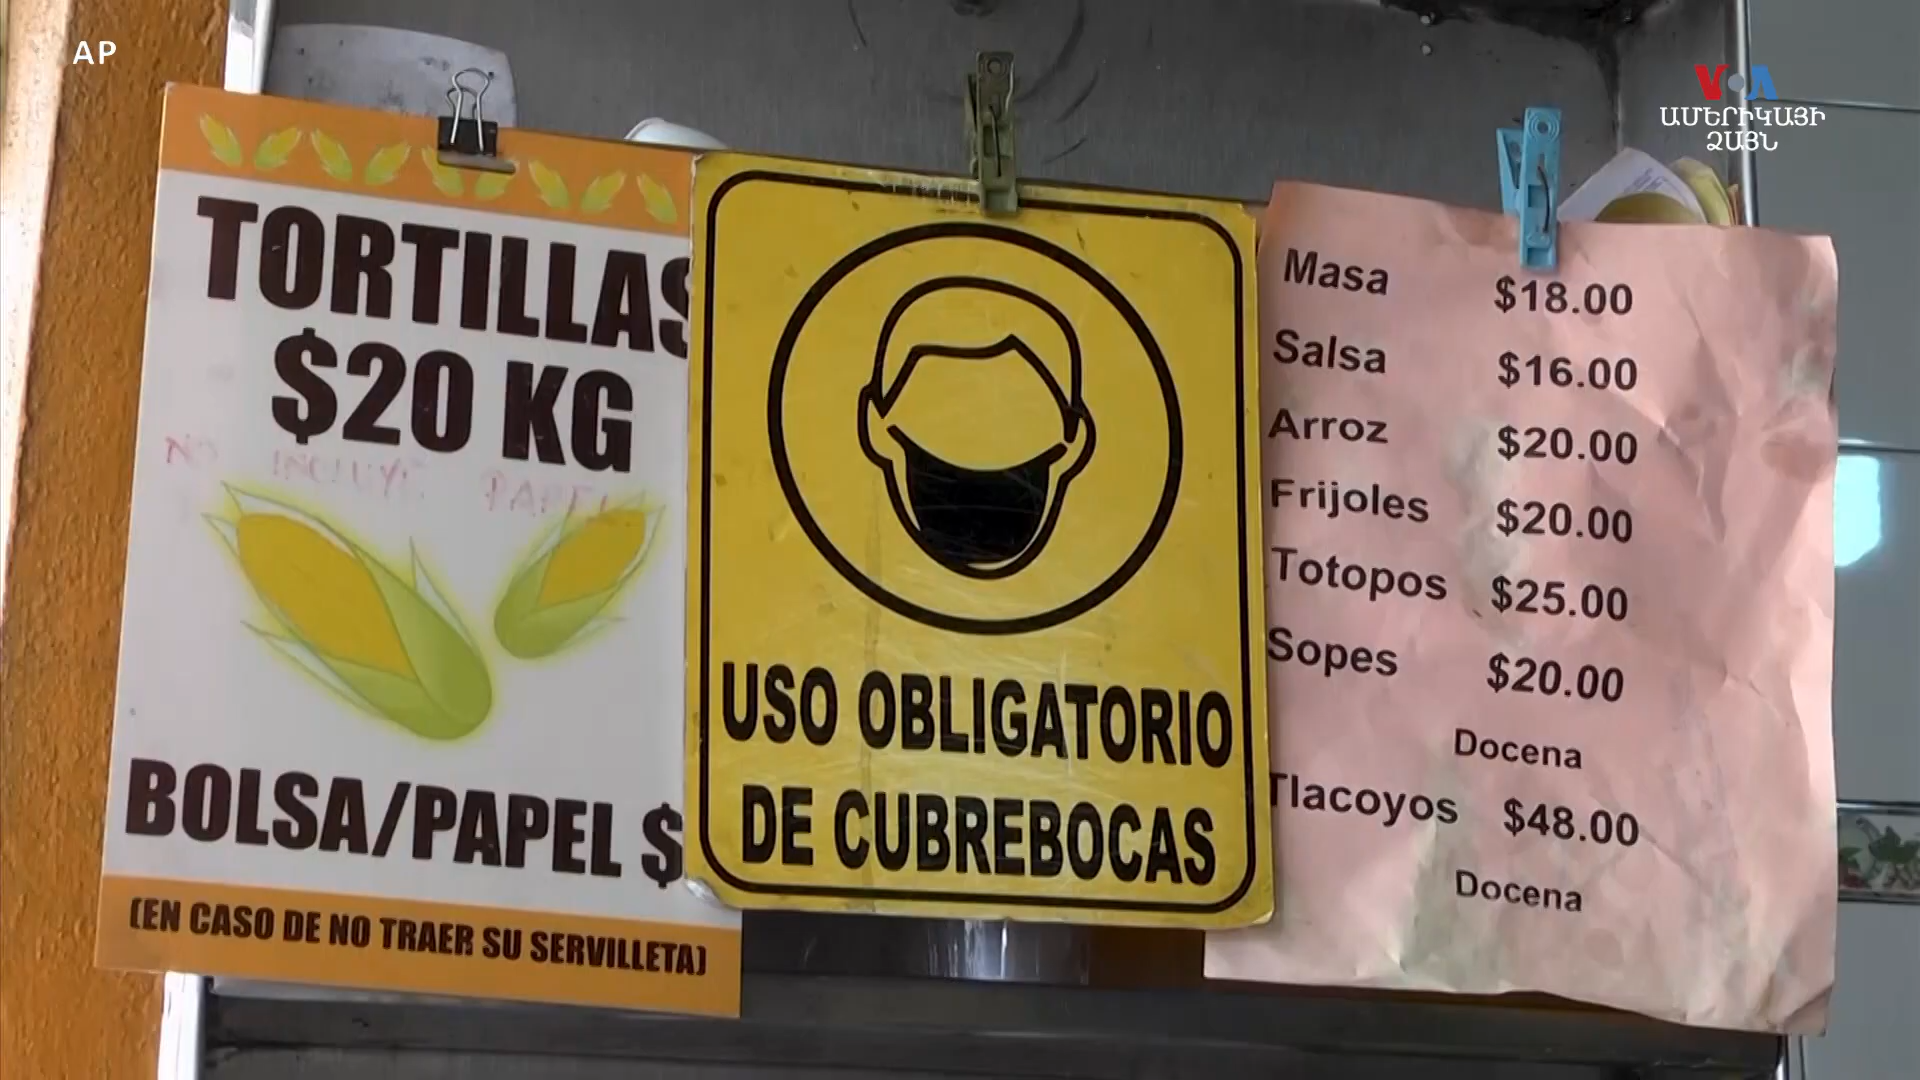 AP
VOA
ԱՄԵՐԻԿԱՅԻ
ՁԱՅՆ
TORTILLAS
$20 KG
NO INCLUYE PAPEL
BOLSA/PAPEL $
(EN CASO DE NO TRAER SU SERVILLETA)
USO OBLIGATORIO
DE CUBREBOCAS
Masa $18.00
Salsa $16.00
Arroz $20.00
Frijoles $20.00
Totopos $25.00
Sopes $20.00
Docena
Tlacoyos $48.00
Docena